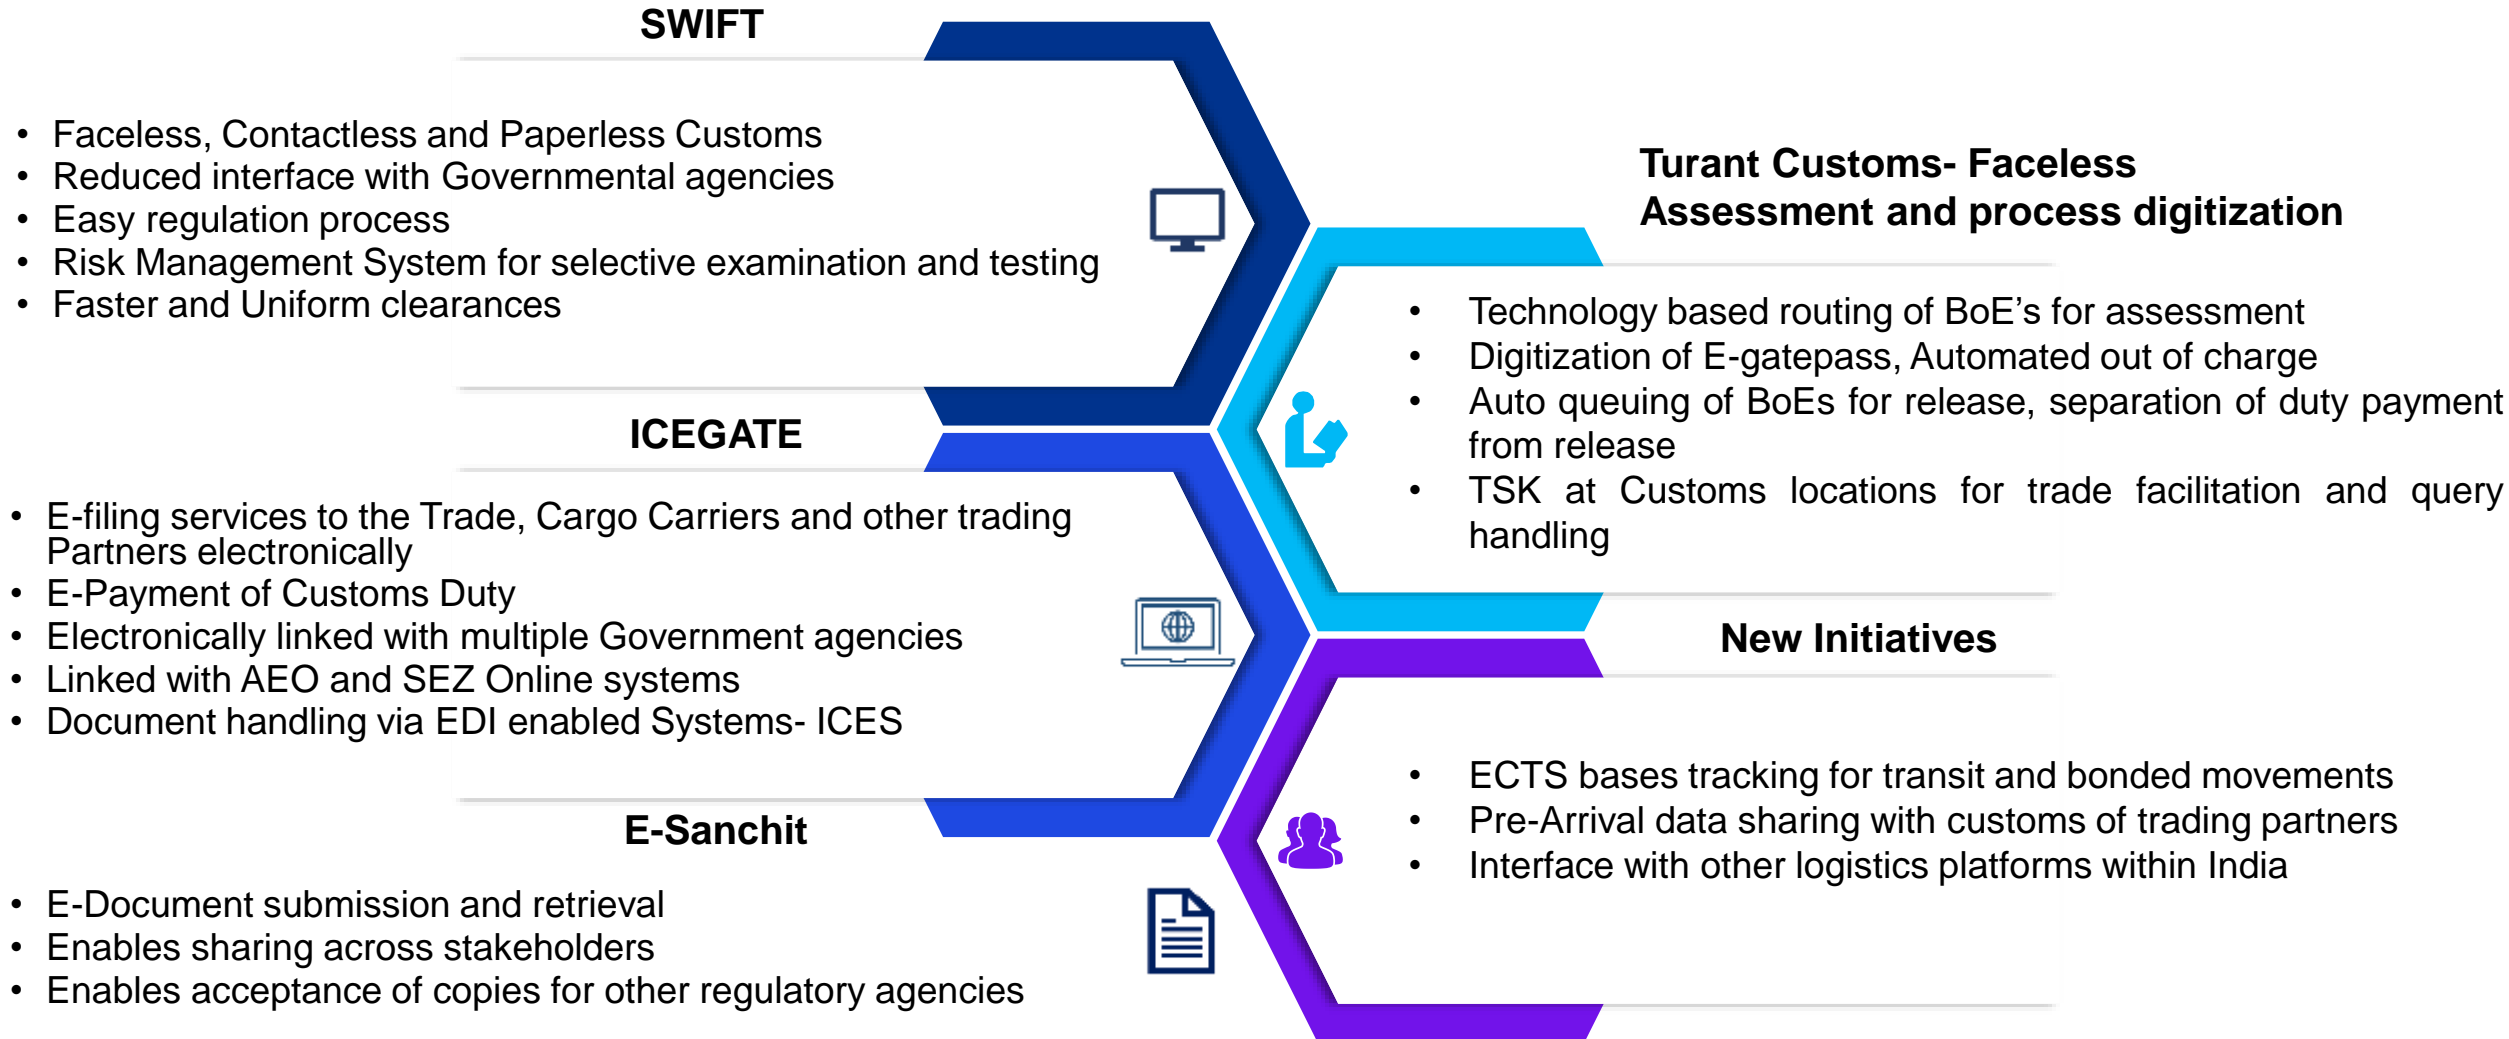 SWIFT
• Faceless, Contactless and Paperless Customs
• Reduced interface with Governmental agencies
• Easy regulation process
• Risk Management System for selective examination and testing
• Faster and Uniform clearances
ICEGATE
• E-filing services to the Trade, Cargo Carriers and other trading
Partners electronically
• E-Payment of Customs Duty
• Electronically linked with multiple Government agencies
• Linked with AEO and SEZ Online systems
• Document handling via EDI enabled Systems- ICES
E-Sanchit
• E-Document submission and retrieval
• Enables sharing across stakeholders
• Enables acceptance of copies for other regulatory agencies
Turant Customs- Faceless
Assessment and process digitization
• Technology based routing of BoE’s for assessment
• Digitization of E-gatepass, Automated out of charge
• Auto queuing of BoEs for release, separation of duty payment
from release
• TSK at Customs locations for trade facilitation and query
handling
New Initiatives
• ECTS bases tracking for transit and bonded movements
• Pre-Arrival data sharing with customs of trading partners
• Interface with other logistics platforms within India